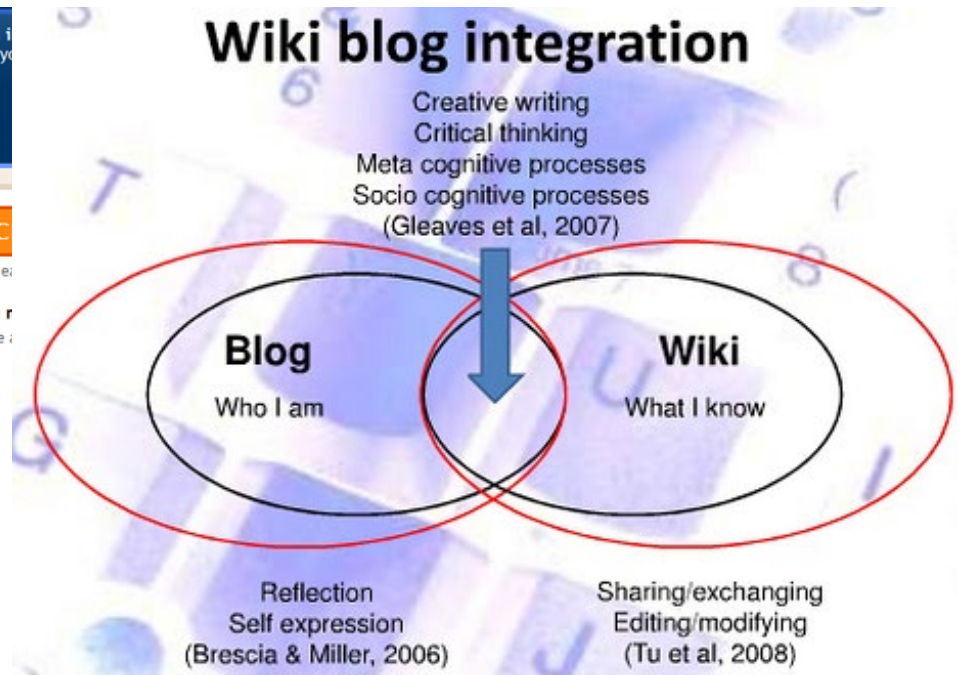 Wiki blog integration
Creative writing
Critical thinking
Meta cognitive processes
Socio cognitive processes
(Gleaves et al, 2007)
Blog
Who I am
Wiki
What I know
Reflection
Self expression
(Brescia & Miller, 2006)
Sharing/exchanging
Editing/modifying
(Tu et al, 2008)